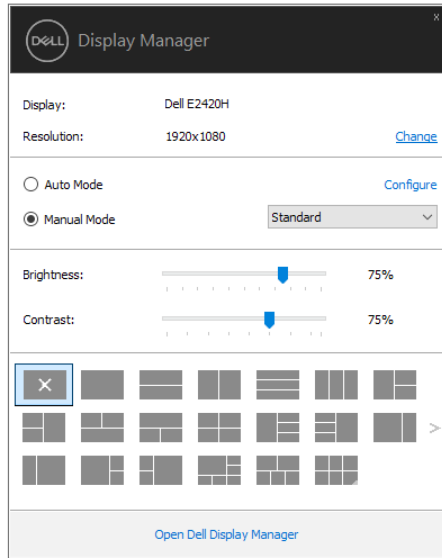 x
DELL Display Manager
Display: Dell E2420H
Resolution: 1920x1080 Change
Auto Mode Configure
Manual Mode Standard
Brightness: 75%
Contrast: 75%
Open Dell Display Manager